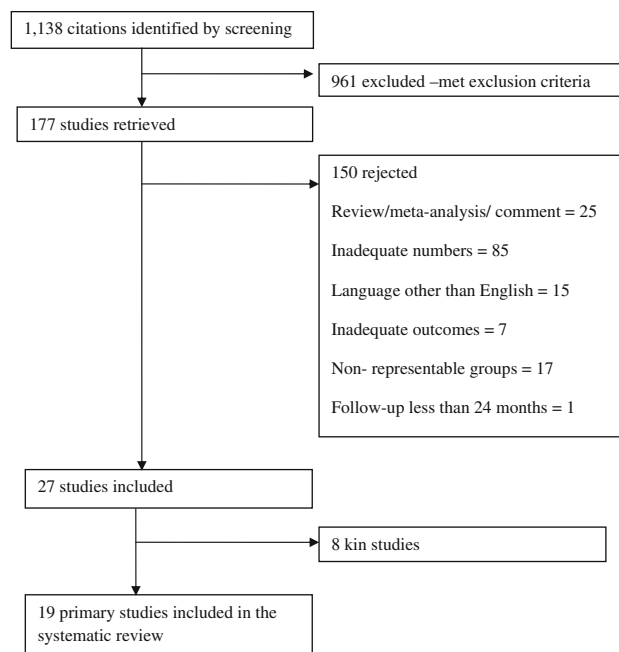 1,138 citations identified by screening
961 excluded –met exclusion criteria
177 studies retrieved
150 rejected
Review/meta-analysis/ comment = 25
Inadequate numbers = 85
Language other than English = 15
Inadequate outcomes = 7
Non- representable groups = 17
Follow-up less than 24 months = 1
27 studies included
8 kin studies
19 primary studies included in the
systematic review